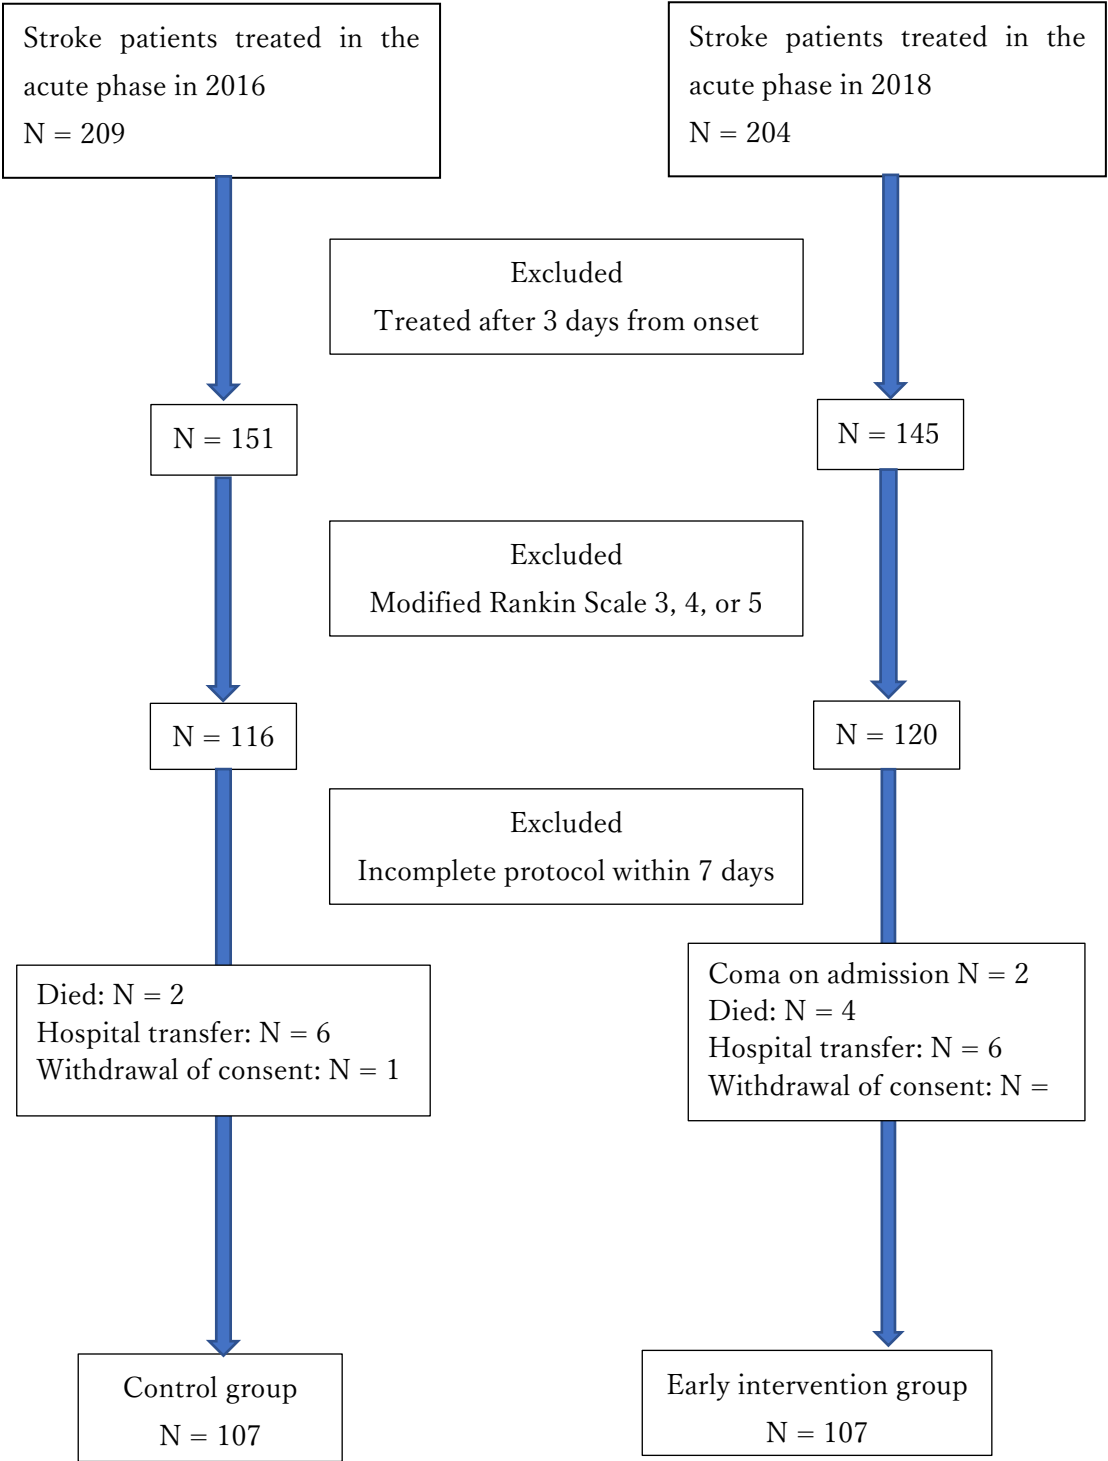 Stroke patients treated in the
acute phase in 2016
N = 209
Stroke patients treated in the
acute phase in 2018
N = 204
Excluded
Treated after 3 days from onset
N = 151
N = 145
Excluded
Modified Rankin Scale 3, 4, or 5
N = 116
N = 120
Excluded
Incomplete protocol within 7 days
Died: N = 2
Hospital transfer: N = 6
Withdrawal of consent: N = 1
Coma on admission N = 2
Died: N = 4
Hospital transfer: N = 6
Withdrawal of consent: N =
Control group
N = 107
Early intervention group
N = 107